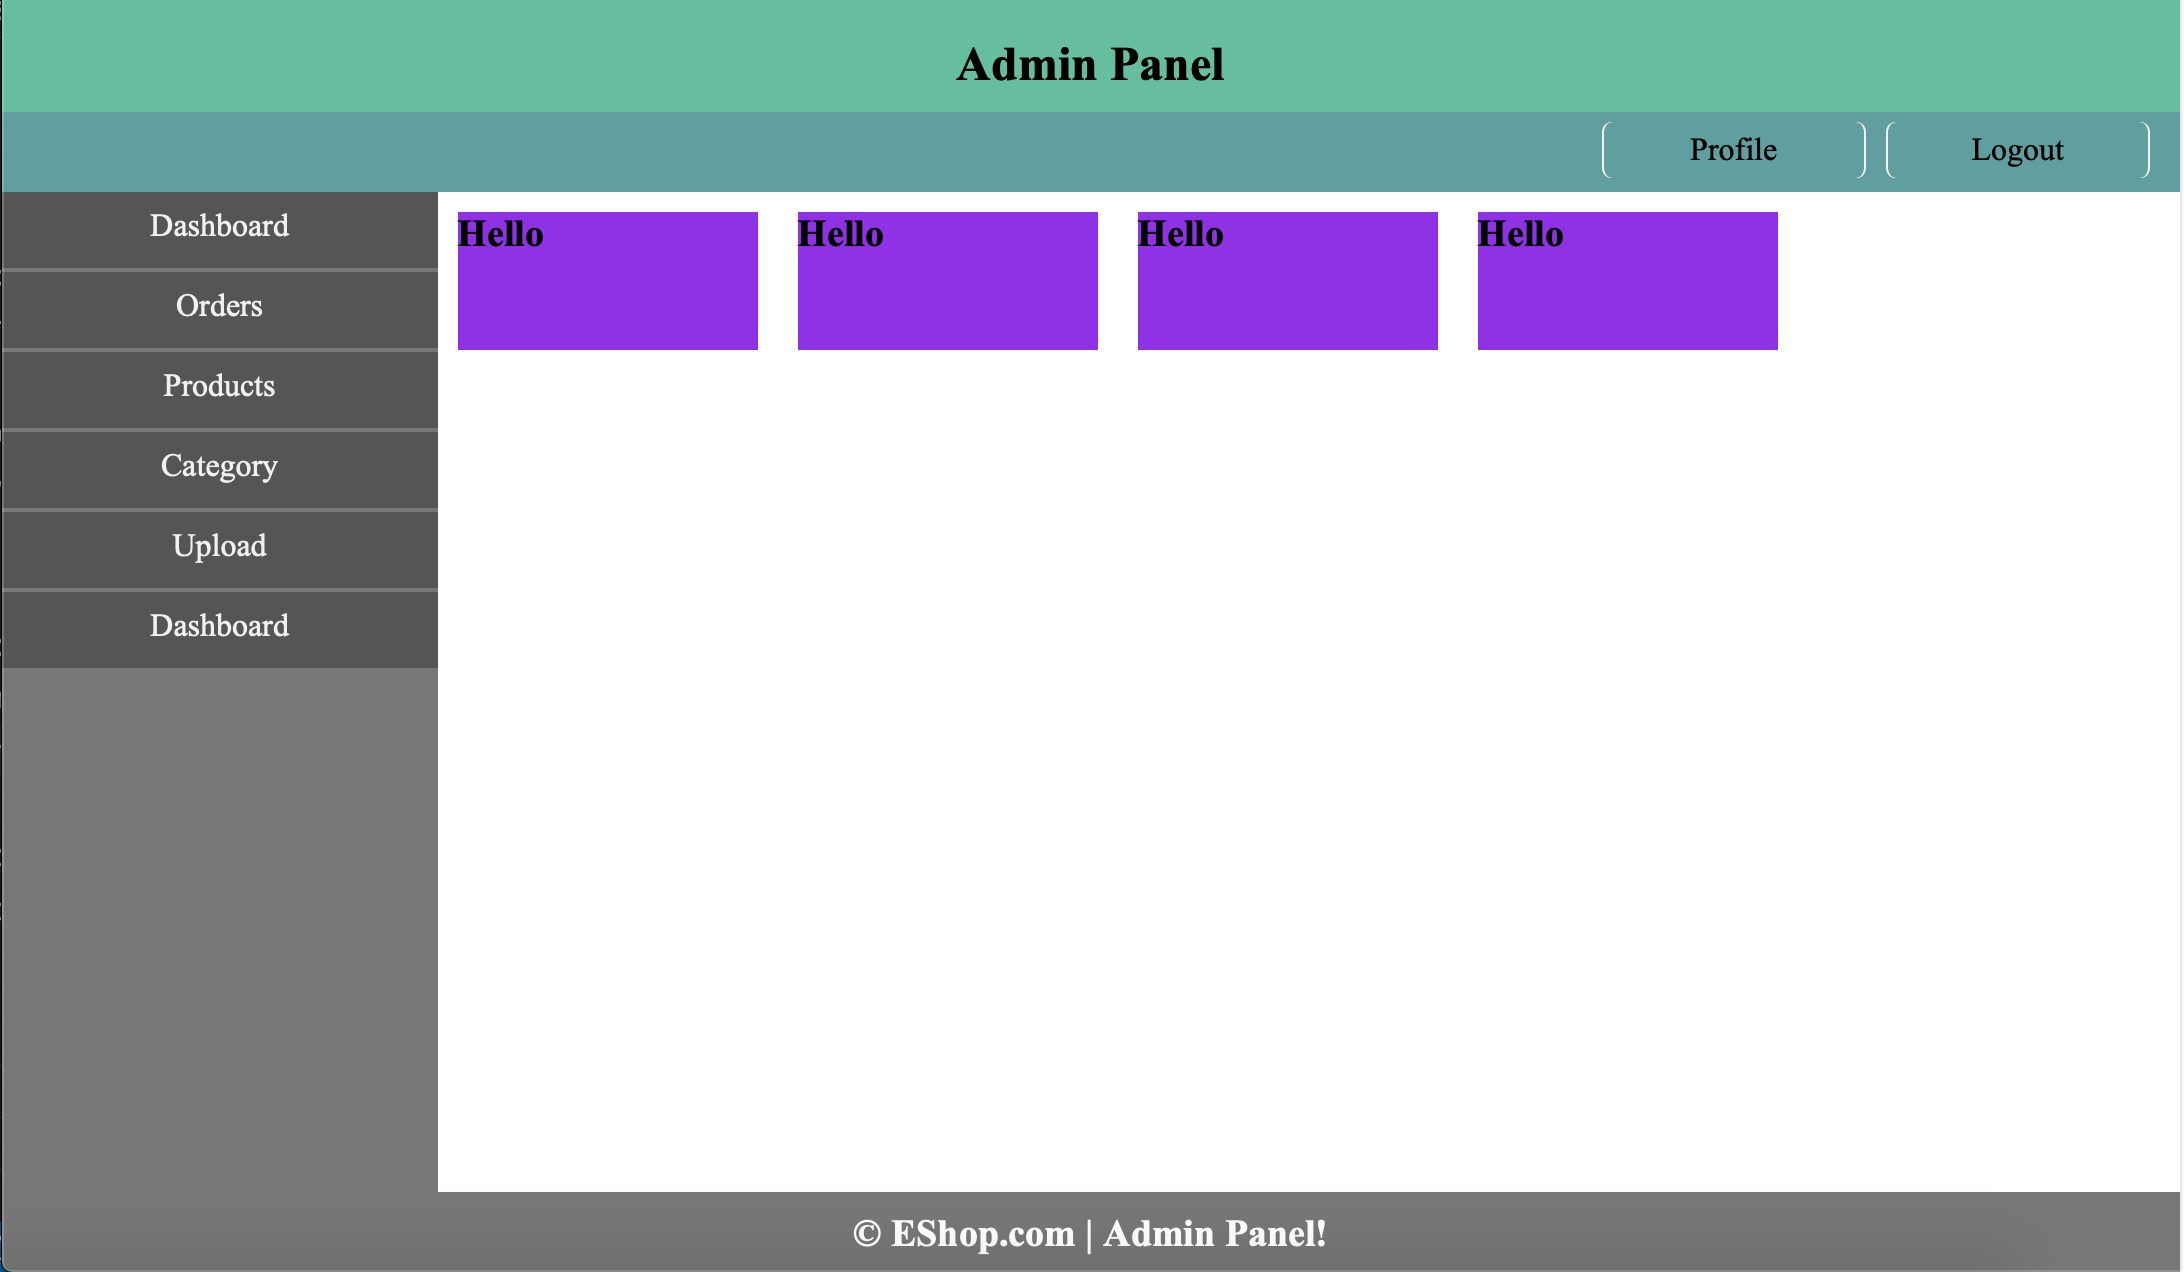 Admin Panel
Profile Logout
Dashboard
Orders
Products
Category
Upload
Dashboard
Hello Hello Hello Hello
© EShop.com | Admin Panel!